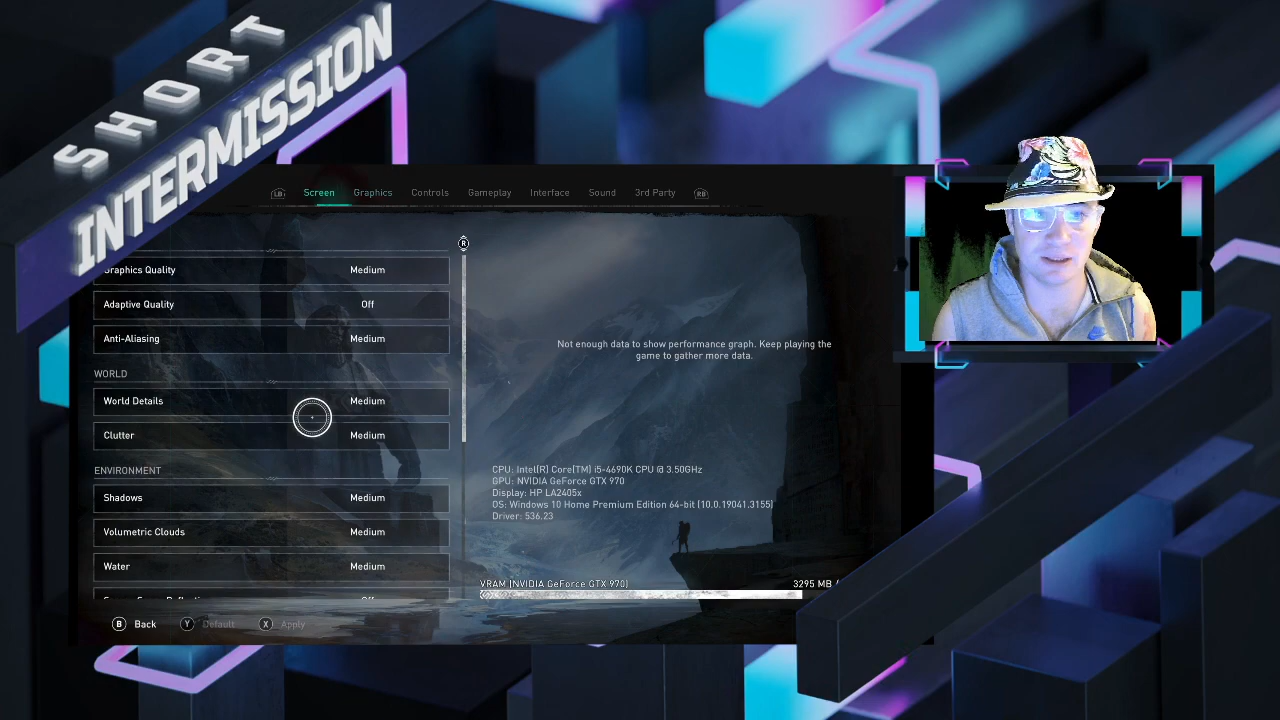 SHORT
INTERMISSION
LB Screen Graphics Controls Gameplay Interface Sound 3rd Party RB
R
Graphics Quality Medium
Adaptive Quality Off
Anti-Aliasing Medium
WORLD
World Details Medium
Clutter Medium
ENVIRONMENT
Shadows Medium
Volumetric Clouds Medium
Water Medium
Off
Not enough data to show performance graph. Keep playing the
game to gather more data.
CPU: Intel(R) Core(TM) i5-4690K CPU @ 3.50GHz
GPU: NVIDIA GeForce GTX 970
Display: HP LA2405x
OS: Windows 10 Home Premium Edition 64-bit (10.0.19041.3155)
Driver: 536.23
VRAM (NVIDIA GeForce GTX 970) 3295 MB /
B Back Y Default X Apply